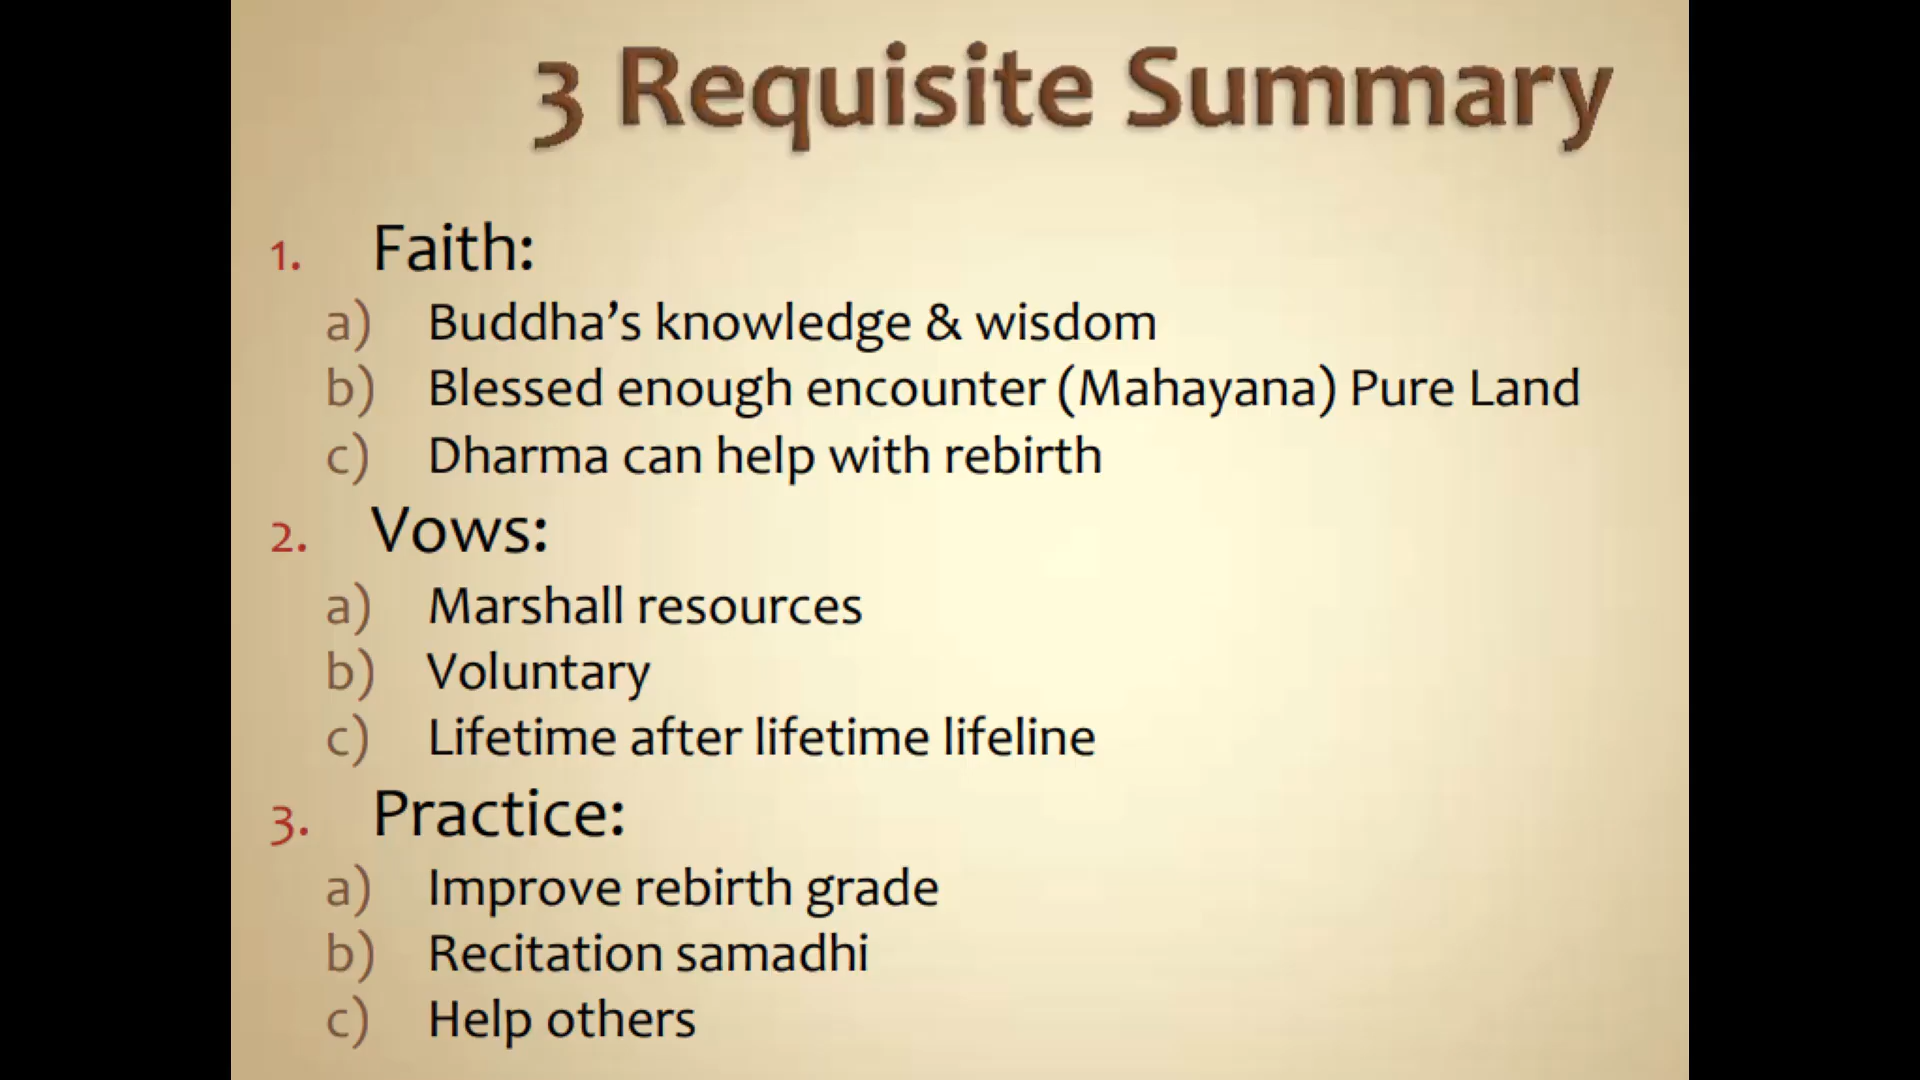 3 Requisite Summary
1. Faith:
a) Buddha’s knowledge & wisdom
b) Blessed enough encounter (Mahayana) Pure Land
c) Dharma can help with rebirth
2. Vows:
a) Marshall resources
b) Voluntary
c) Lifetime after lifetime lifeline
3. Practice:
a) Improve rebirth grade
b) Recitation samadhi
c) Help others